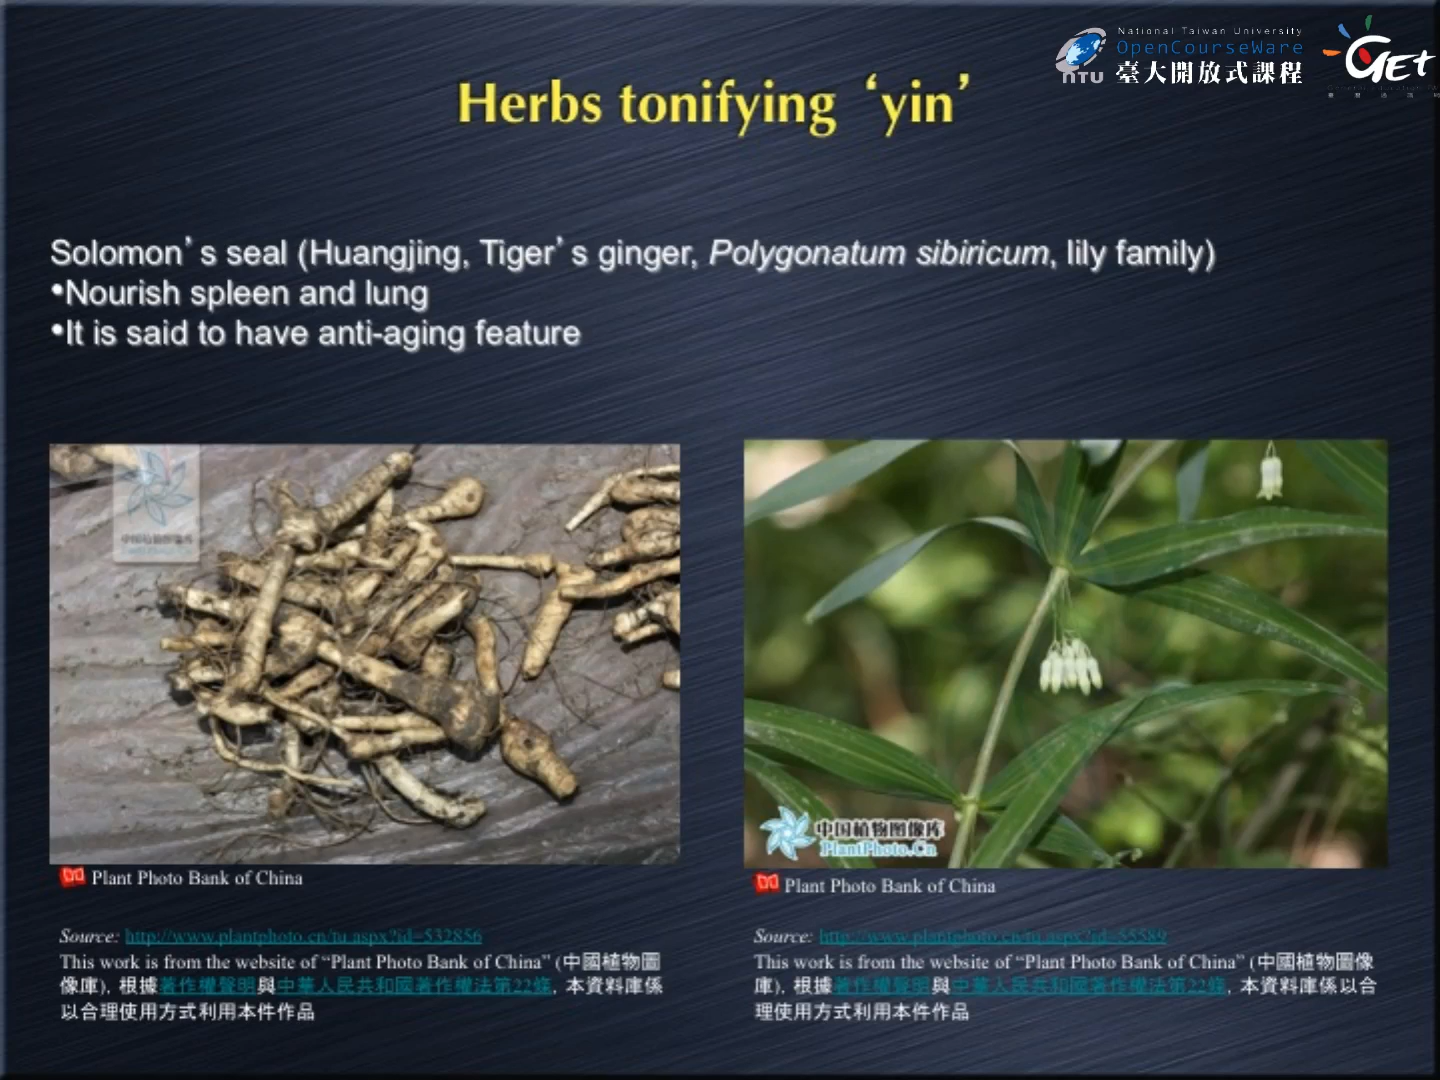 National Taiwan University
OpenCourseWare
NTU 臺大開放式課程
GET
Herbs tonifying ‘yin’
Solomon’s seal (Huangjing, Tiger’s ginger, Polygonatum sibiricum, lily family)
•Nourish spleen and lung
•It is said to have anti-aging feature
中国植物图像库
中国植物图像库
PlantPhoto.Cn
Plant Photo Bank of China
Source: http://www.plantphoto.cn/tu.aspx?id=532856
This work is from the website of “Plant Photo Bank of China” (中國植物圖
像庫), 根據著作權聲明與中華人民共和國著作權法第22條, 本資料庫係
以合理使用方式利用本件作品
Plant Photo Bank of China
Source: http://www.plantphoto.cn/tu.aspx?id=55589
This work is from the website of “Plant Photo Bank of China” (中國植物圖像
庫), 根據著作權聲明與中華人民共和國著作權法第22條, 本資料庫係以合
理使用方式利用本件作品